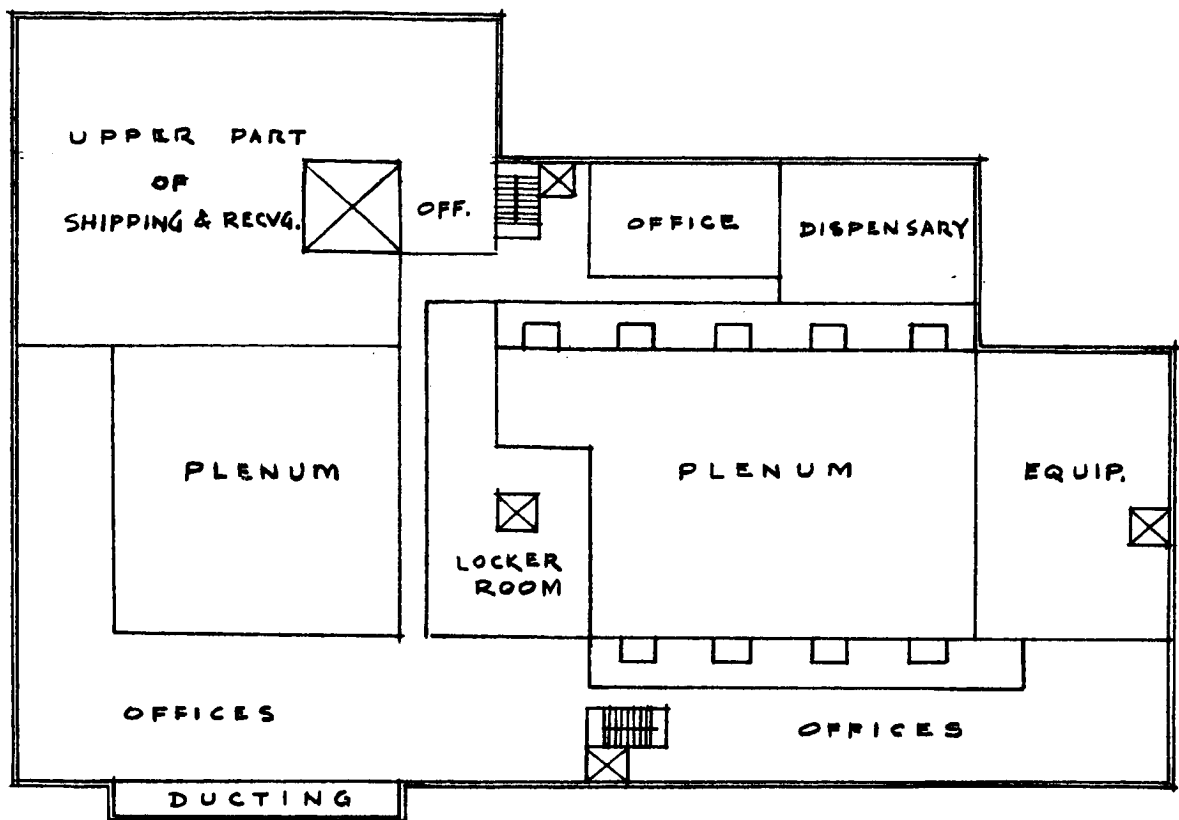 UPPER PART
OF
SHIPPING & RECVG.
OFF.
OFFICE
DISPENSARY
PLENUM
PLENUM
EQUIP.
LOCKER
ROOM
OFFICES
OFFICES
DUCTING